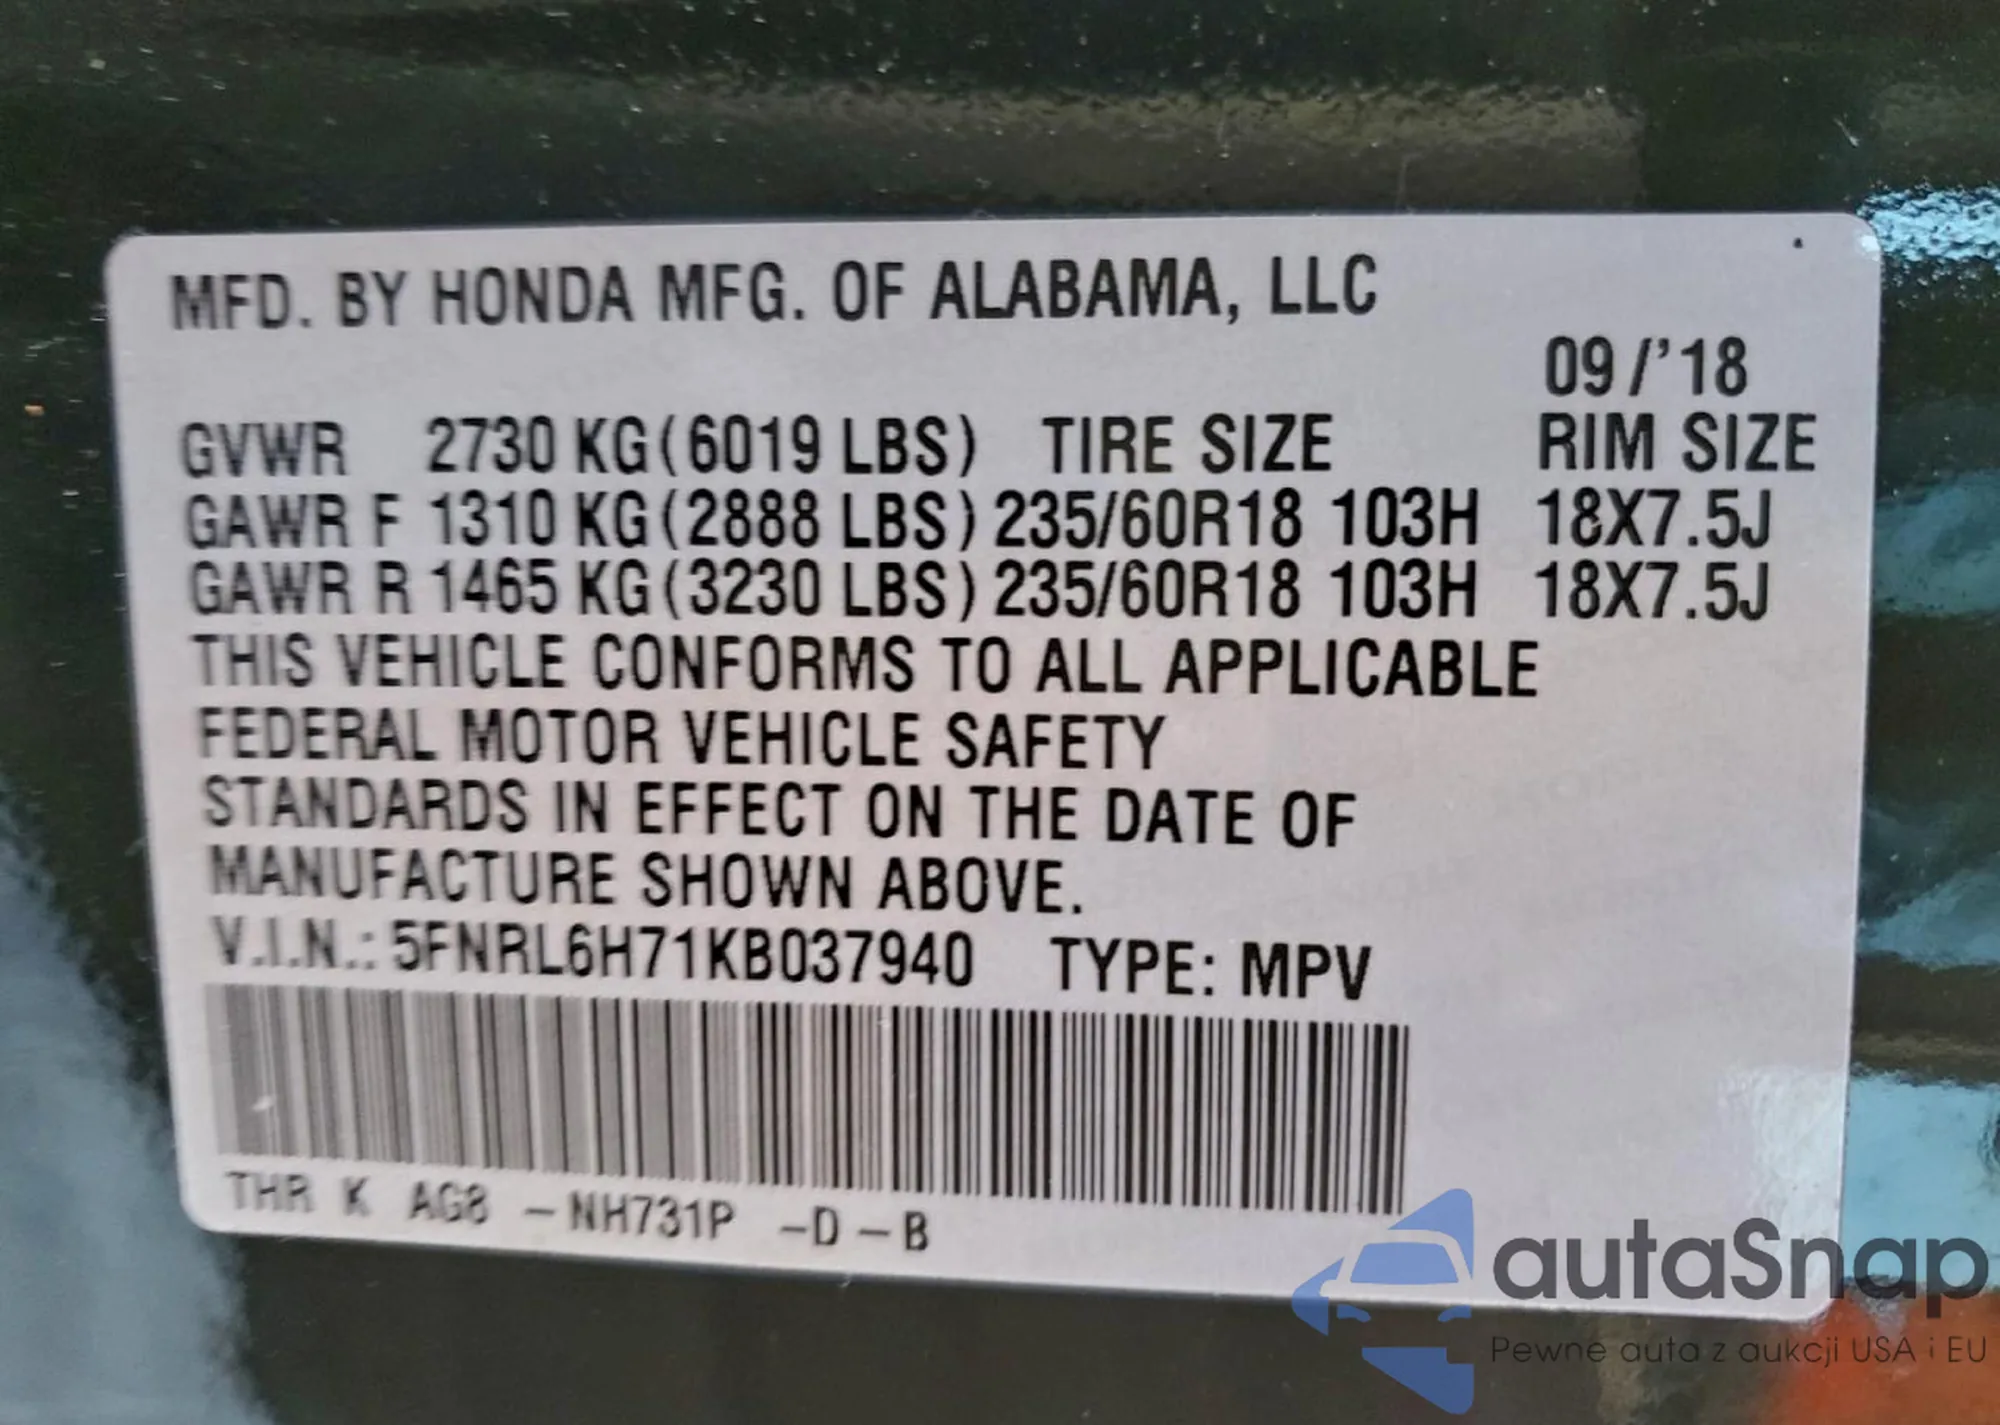 MFD. BY HONDA MFG. OF ALABAMA, LLC
09/'18
GVWR 2730 KG(6019 LBS) TIRE SIZE RIM SIZE
GAWR F 1310 KG(2888 LBS) 235/60R18 103H 18X7.5J
GAWR R 1465 KG(3230 LBS) 235/60R18 103H 18X7.5J
THIS VEHICLE CONFORMS TO ALL APPLICABLE
FEDERAL MOTOR VEHICLE SAFETY
STANDARDS IN EFFECT ON THE DATE OF
MANUFACTURE SHOWN ABOVE.
V.I.N.: 5FNRL6H71KB037940 TYPE: MPV
THR K AG8 -NH731P -D-B
autaSnap
Pewne auta z aukcji USA i EU